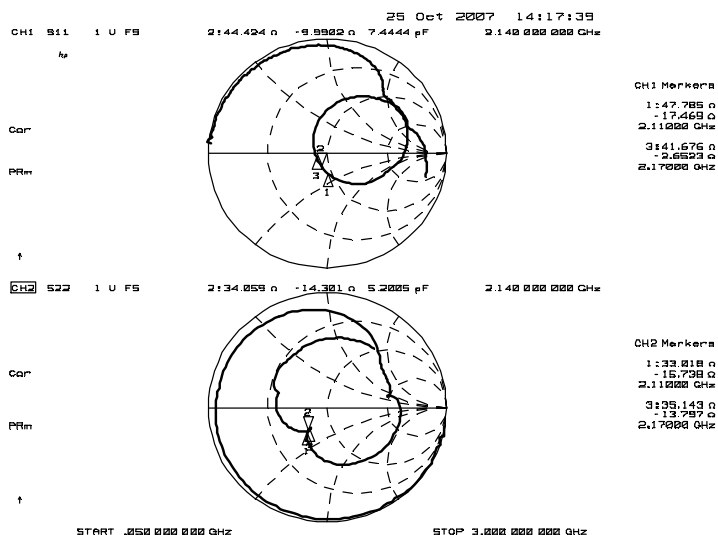 25 Oct 2007 14:17:39
CH1 S11 1 U FS 2:44.424 Ω -9.9902 Ω 7.4444 pF 2.140 000 000 GHz
hp
CH1 Markers
1:47.785 Ω
-17.469 Ω
2.11000 GHz
Cor
3:41.676 Ω
-2.6523 Ω
2.17000 GHz
PRm
2
3
1
↑
CH2 S22 1 U FS 2:34.059 Ω -14.301 Ω 5.2005 pF 2.140 000 000 GHz
CH2 Markers
1:33.018 Ω
-15.738 Ω
2.11000 GHz
Cor
3:35.143 Ω
-13.797 Ω
2.17000 GHz
PRm
2
1
↑
START .050 000 000 GHz STOP 3.000 000 000 GHz